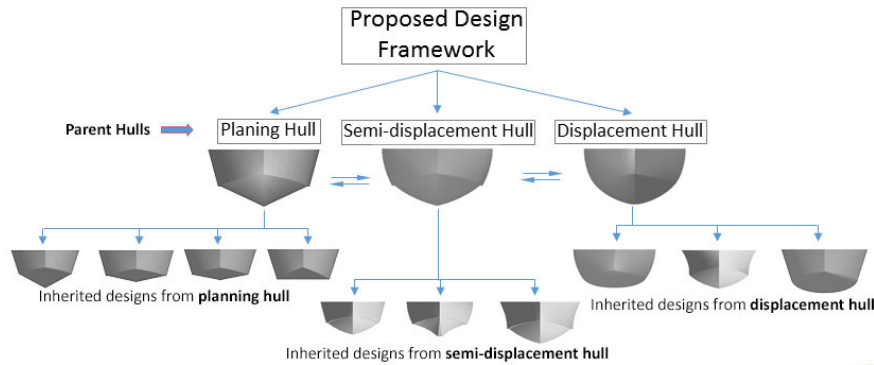 Proposed Design
Framework
Parent Hulls
Planing Hull
Semi-displacement Hull
Displacement Hull
Inherited designs from planning hull
Inherited designs from displacement hull
Inherited designs from semi-displacement hull